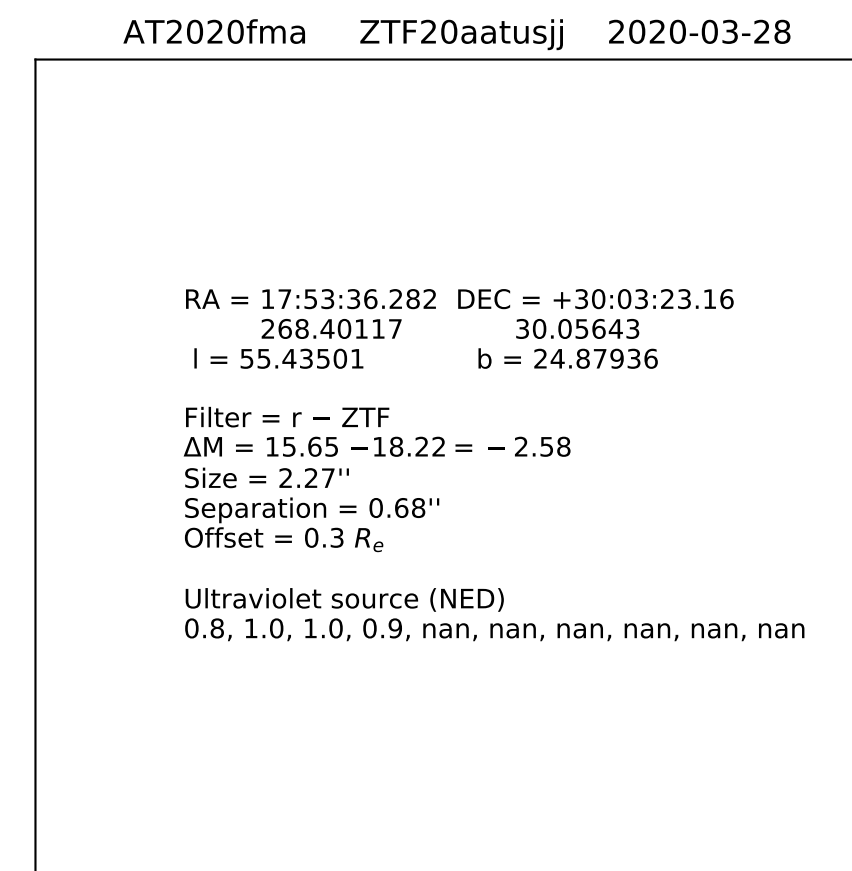 AT2020fma ZTF20aatusjj 2020-03-28
RA = 17:53:36.282 DEC = +30:03:23.16
268.40117 30.05643
l = 55.43501 b = 24.87936
Filter = r − ZTF
ΔM = 15.65 −18.22 = − 2.58
Size = 2.27''
Separation = 0.68''
Offset = 0.3 Re
Ultraviolet source (NED)
0.8, 1.0, 1.0, 0.9, nan, nan, nan, nan, nan, nan